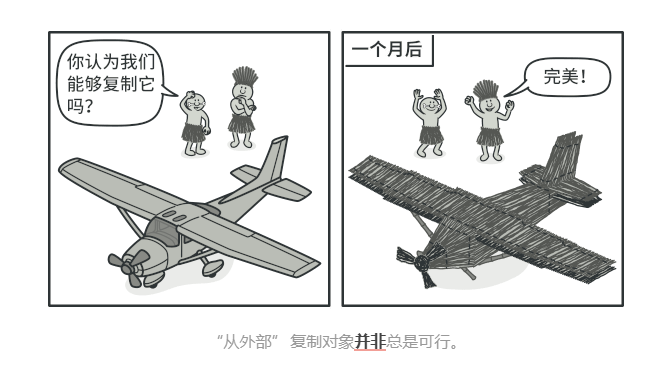 你认为我们
能够复制它
吗？
一个月后
完美！
“从外部” 复制对象并非总是可行。